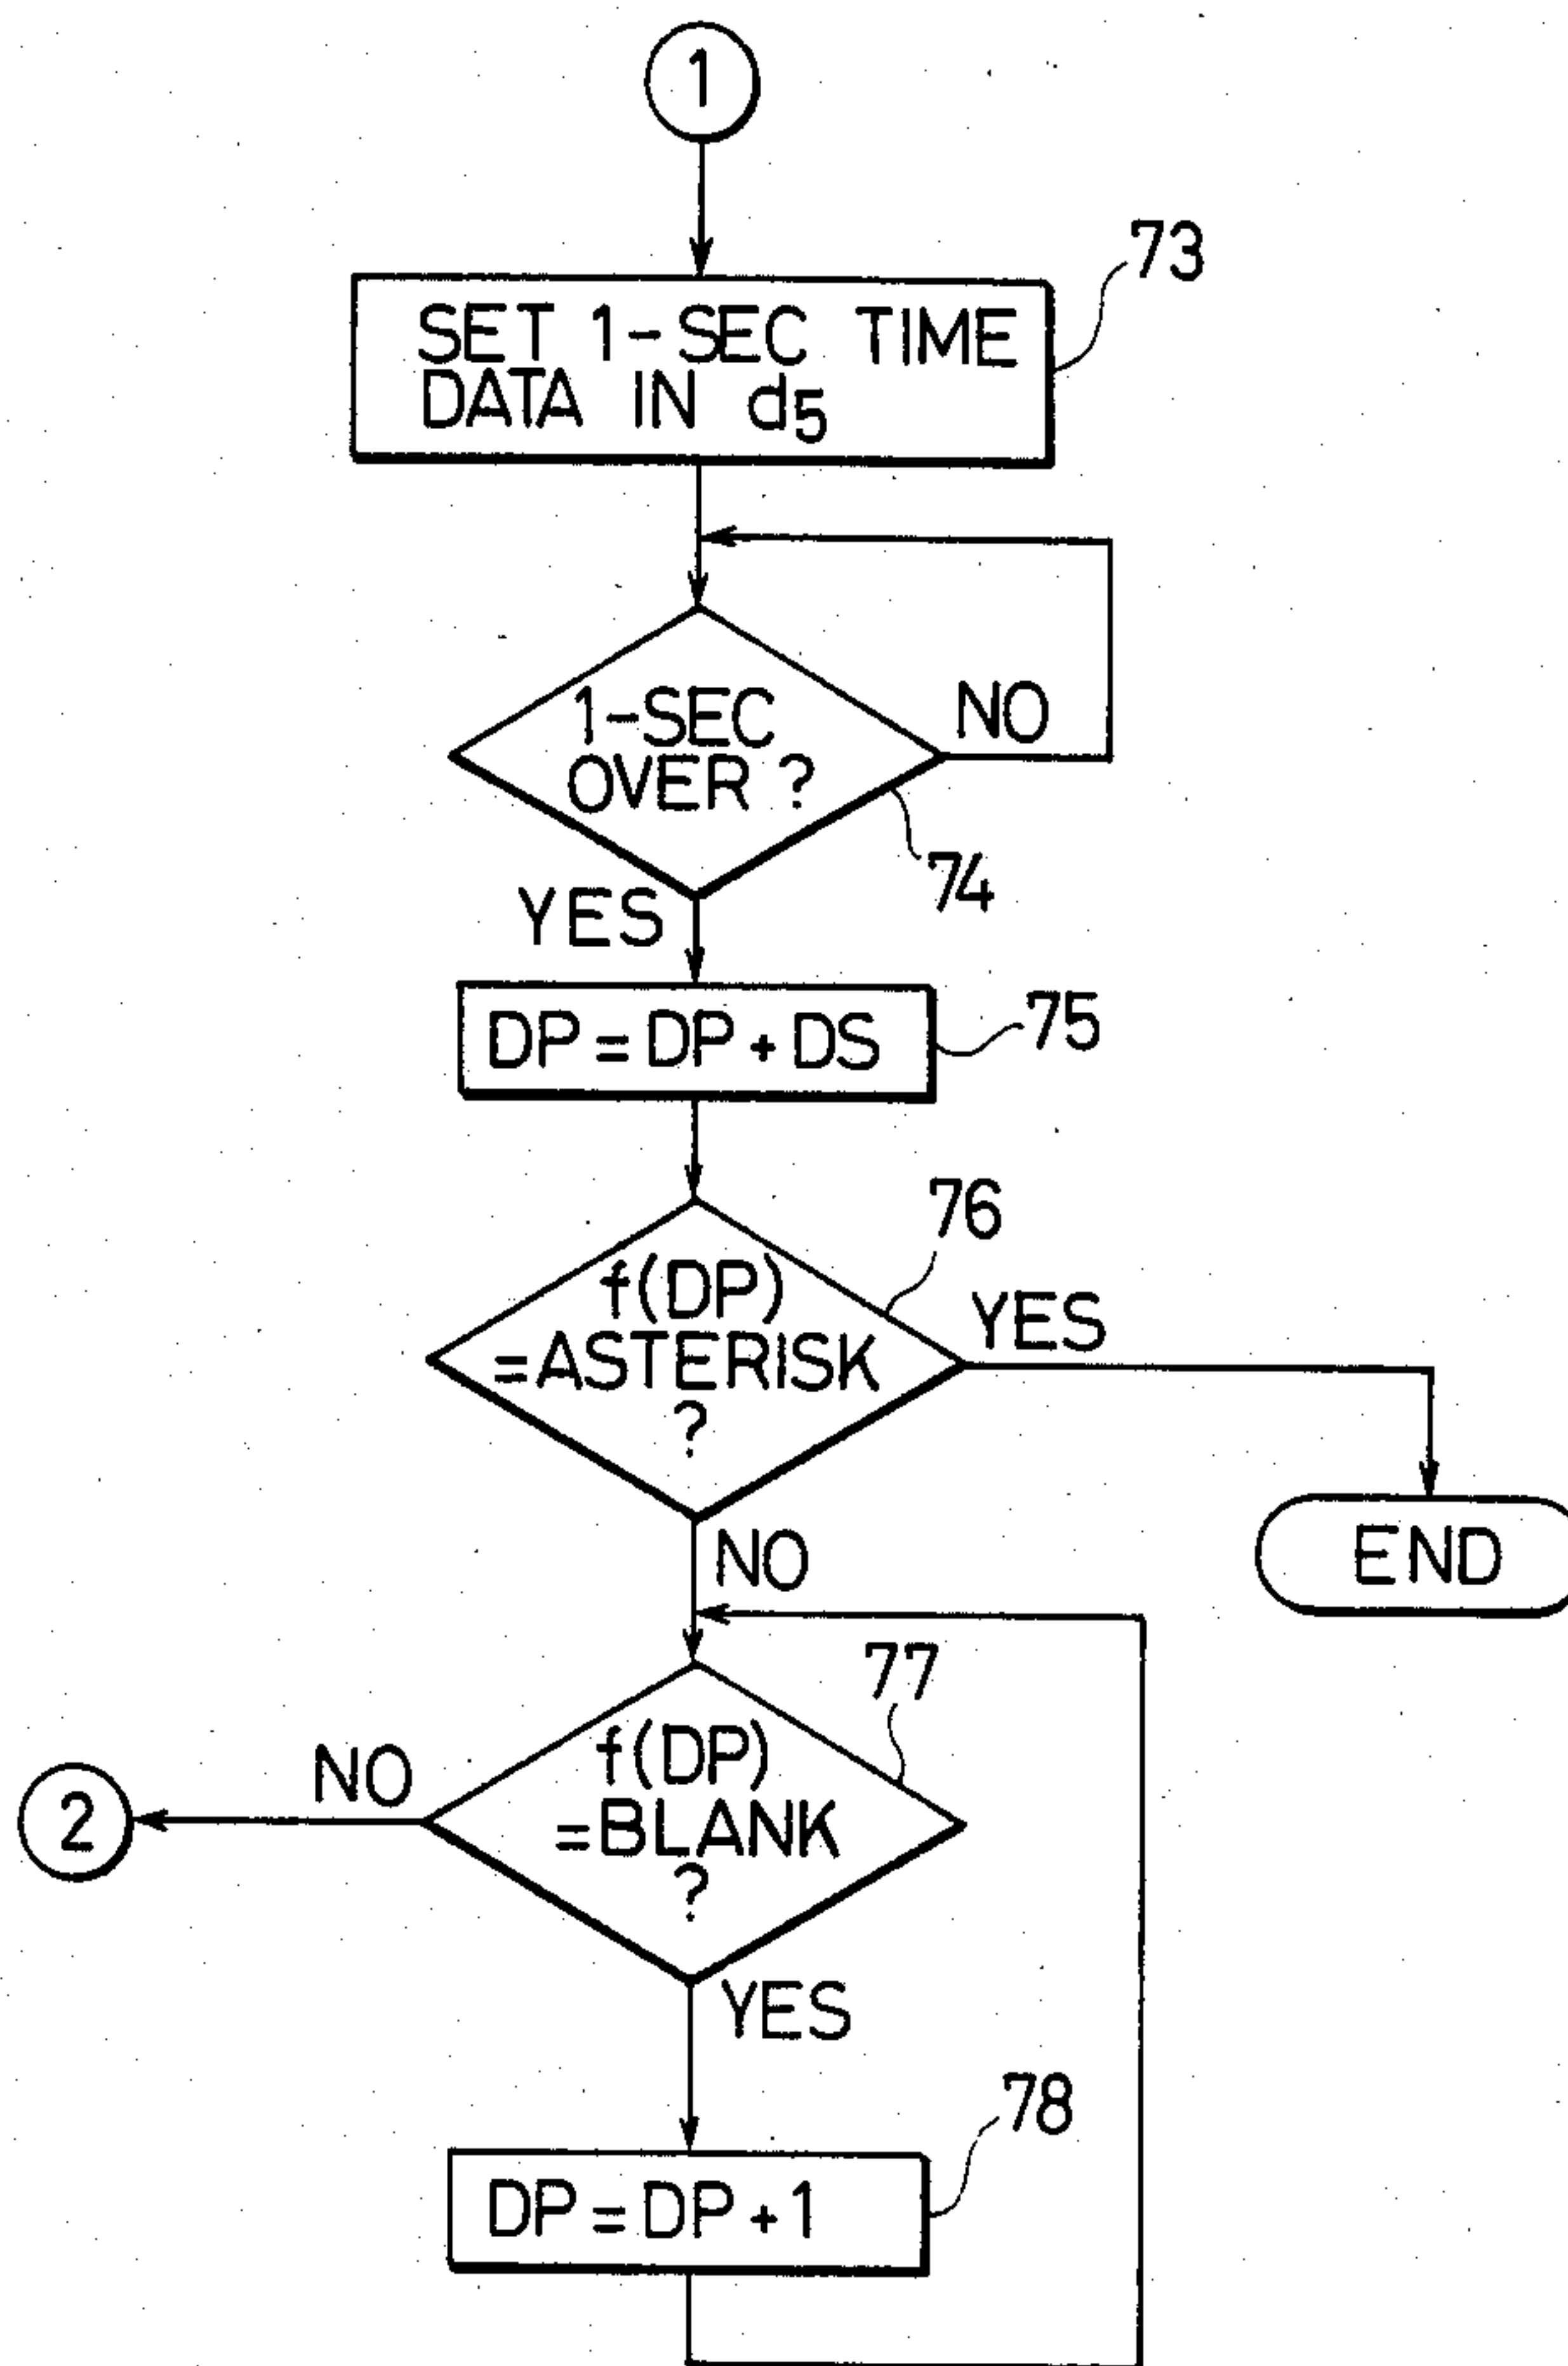 1
73
SET 1-SEC TIME
DATA IN d5
1-SEC
OVER ?
NO
74
YES
DP = DP + DS
75
76
f(DP)
=ASTERISK
?
YES
NO
END
77
f(DP)
=BLANK
?
NO
2
YES
78
DP = DP + 1